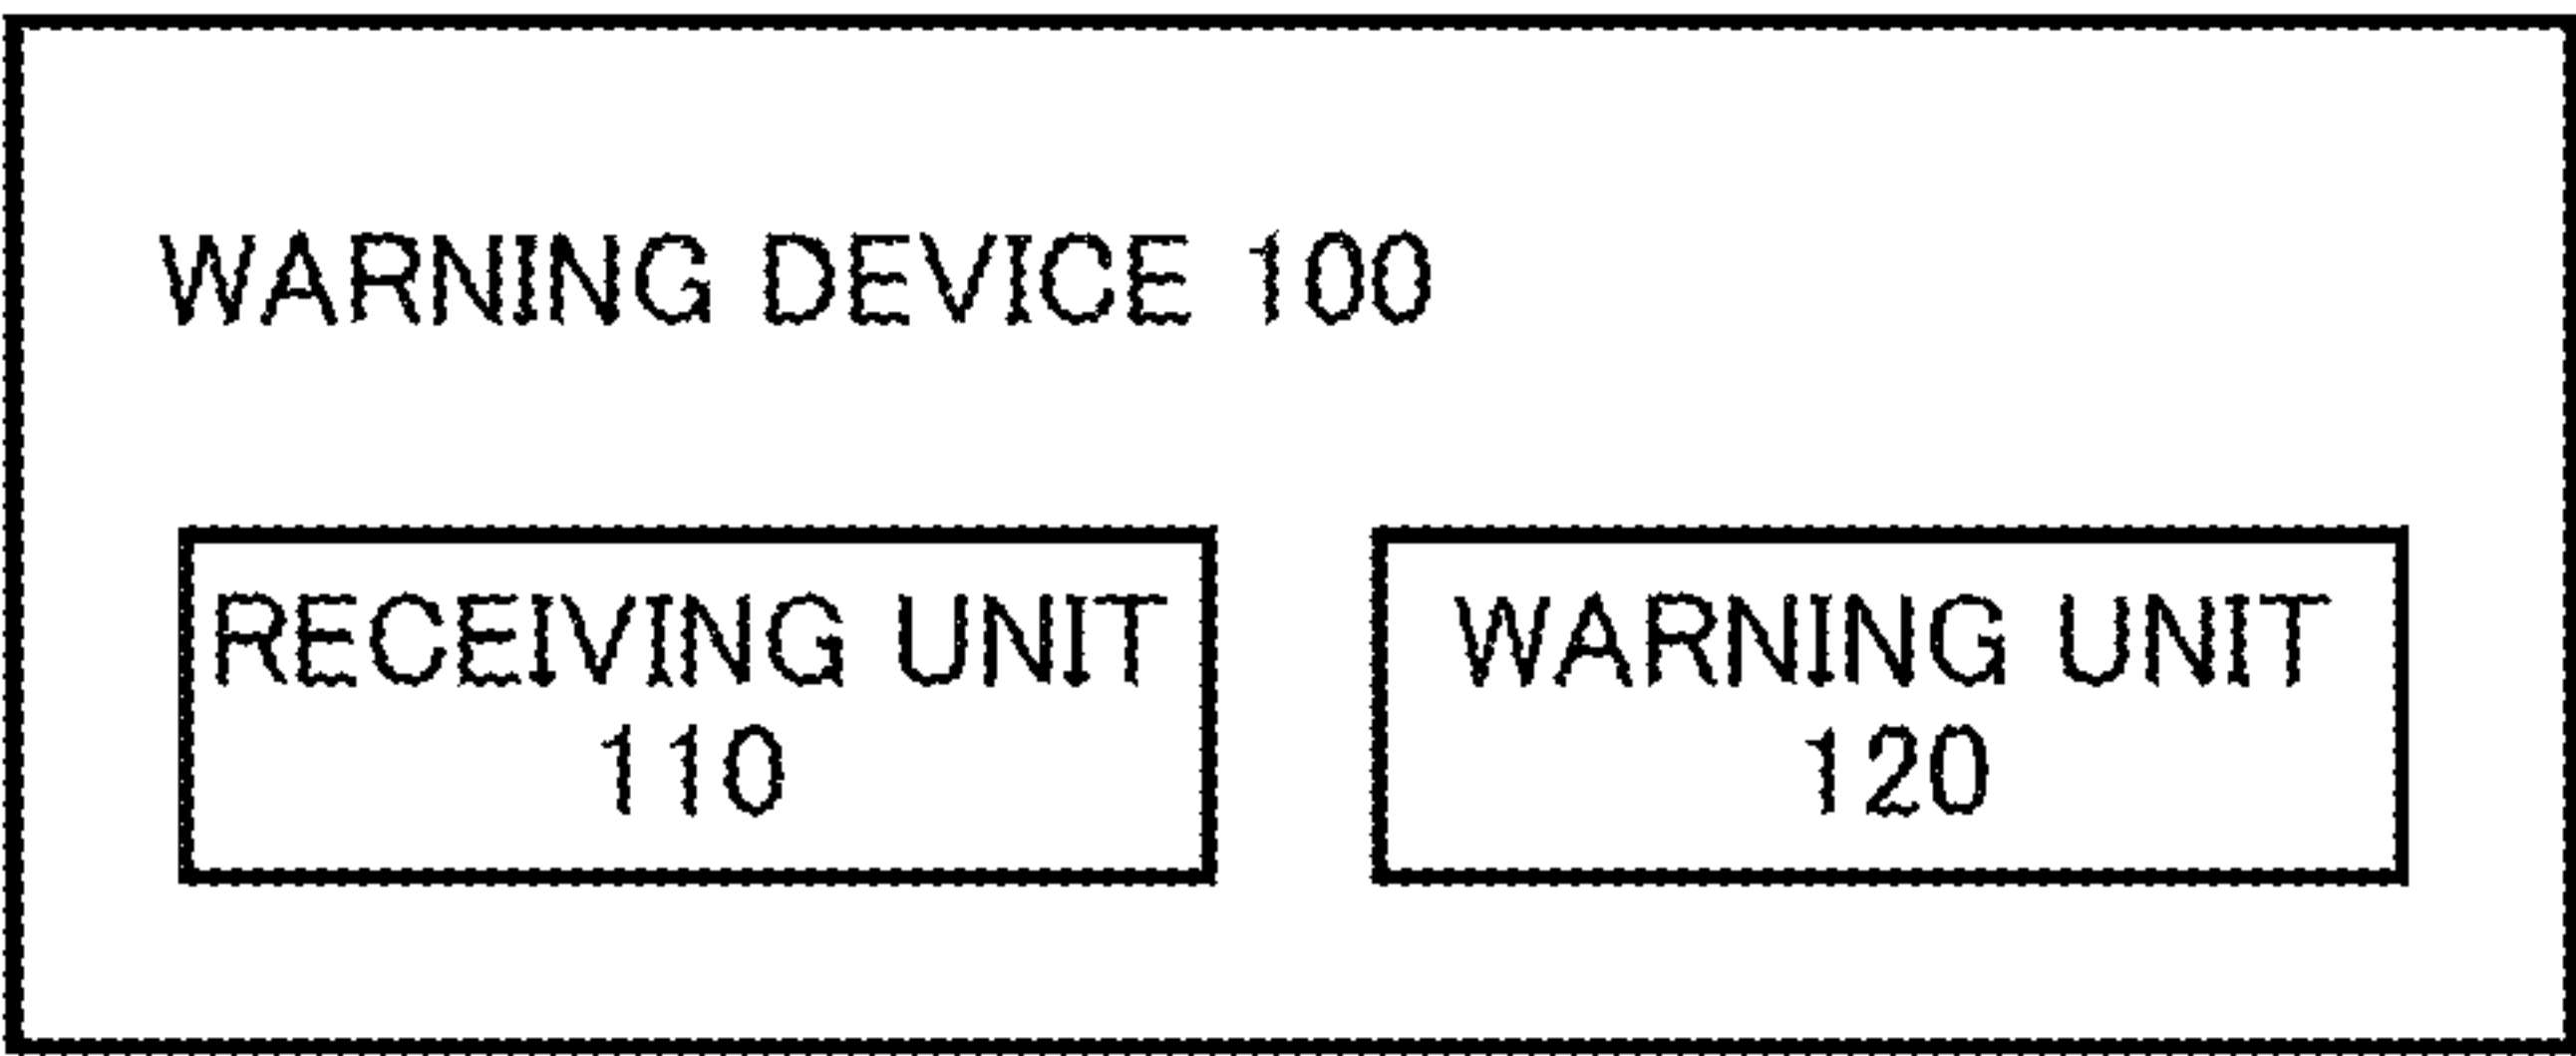 WARNING DEVICE 100
RECEIVING UNIT
110
WARNING UNIT
120